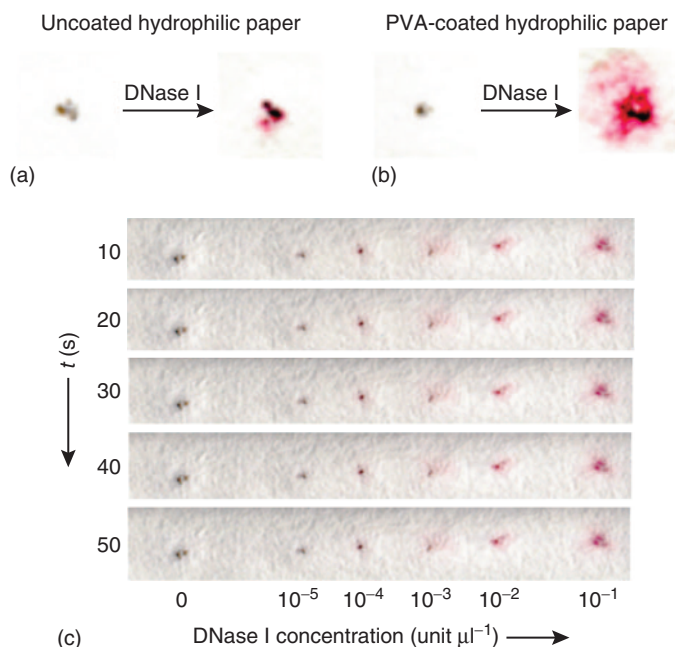 Uncoated hydrophilic paper
PVA-coated hydrophilic paper
DNase I
DNase I
(a)
(b)
10
20
30
40
50
t (s)
0 10⁻⁵ 10⁻⁴ 10⁻³ 10⁻² 10⁻¹
(c)
DNase I concentration (unit μl⁻¹)